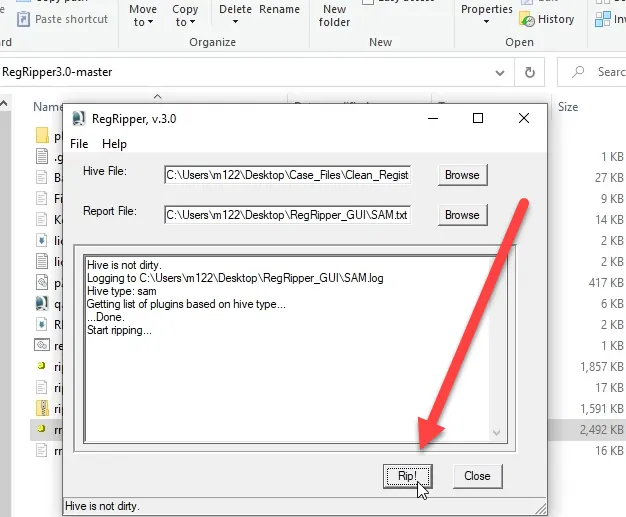 Copy path
Easy access
Paste shortcut
Move to
Copy to
Delete
Rename
New folder
Properties
Edit
History
Organize
New
Open
RegRipper3.0-master
Searc
Size
RegRipper, v.3.0
File Help
Hive File:
C:\Users\m122\Desktop\Case_Files\Clean_Regist
Browse
Report File:
C:\Users\m122\Desktop\RegRipper_GUI\SAM.txt
Browse
Hive is not dirty.
Logging to C:\Users\m122\Desktop\RegRipper_GUI\SAM.log
Hive type: sam
Getting list of plugins based on hive type...
...Done.
Start ripping...
1 KB
27 KB
9 KB
14 KB
2 KB
2 KB
417 KB
6 KB
2 KB
1 KB
1,857 KB
17 KB
1,591 KB
2,492 KB
16 KB
Rip!
Close
Hive is not dirty.